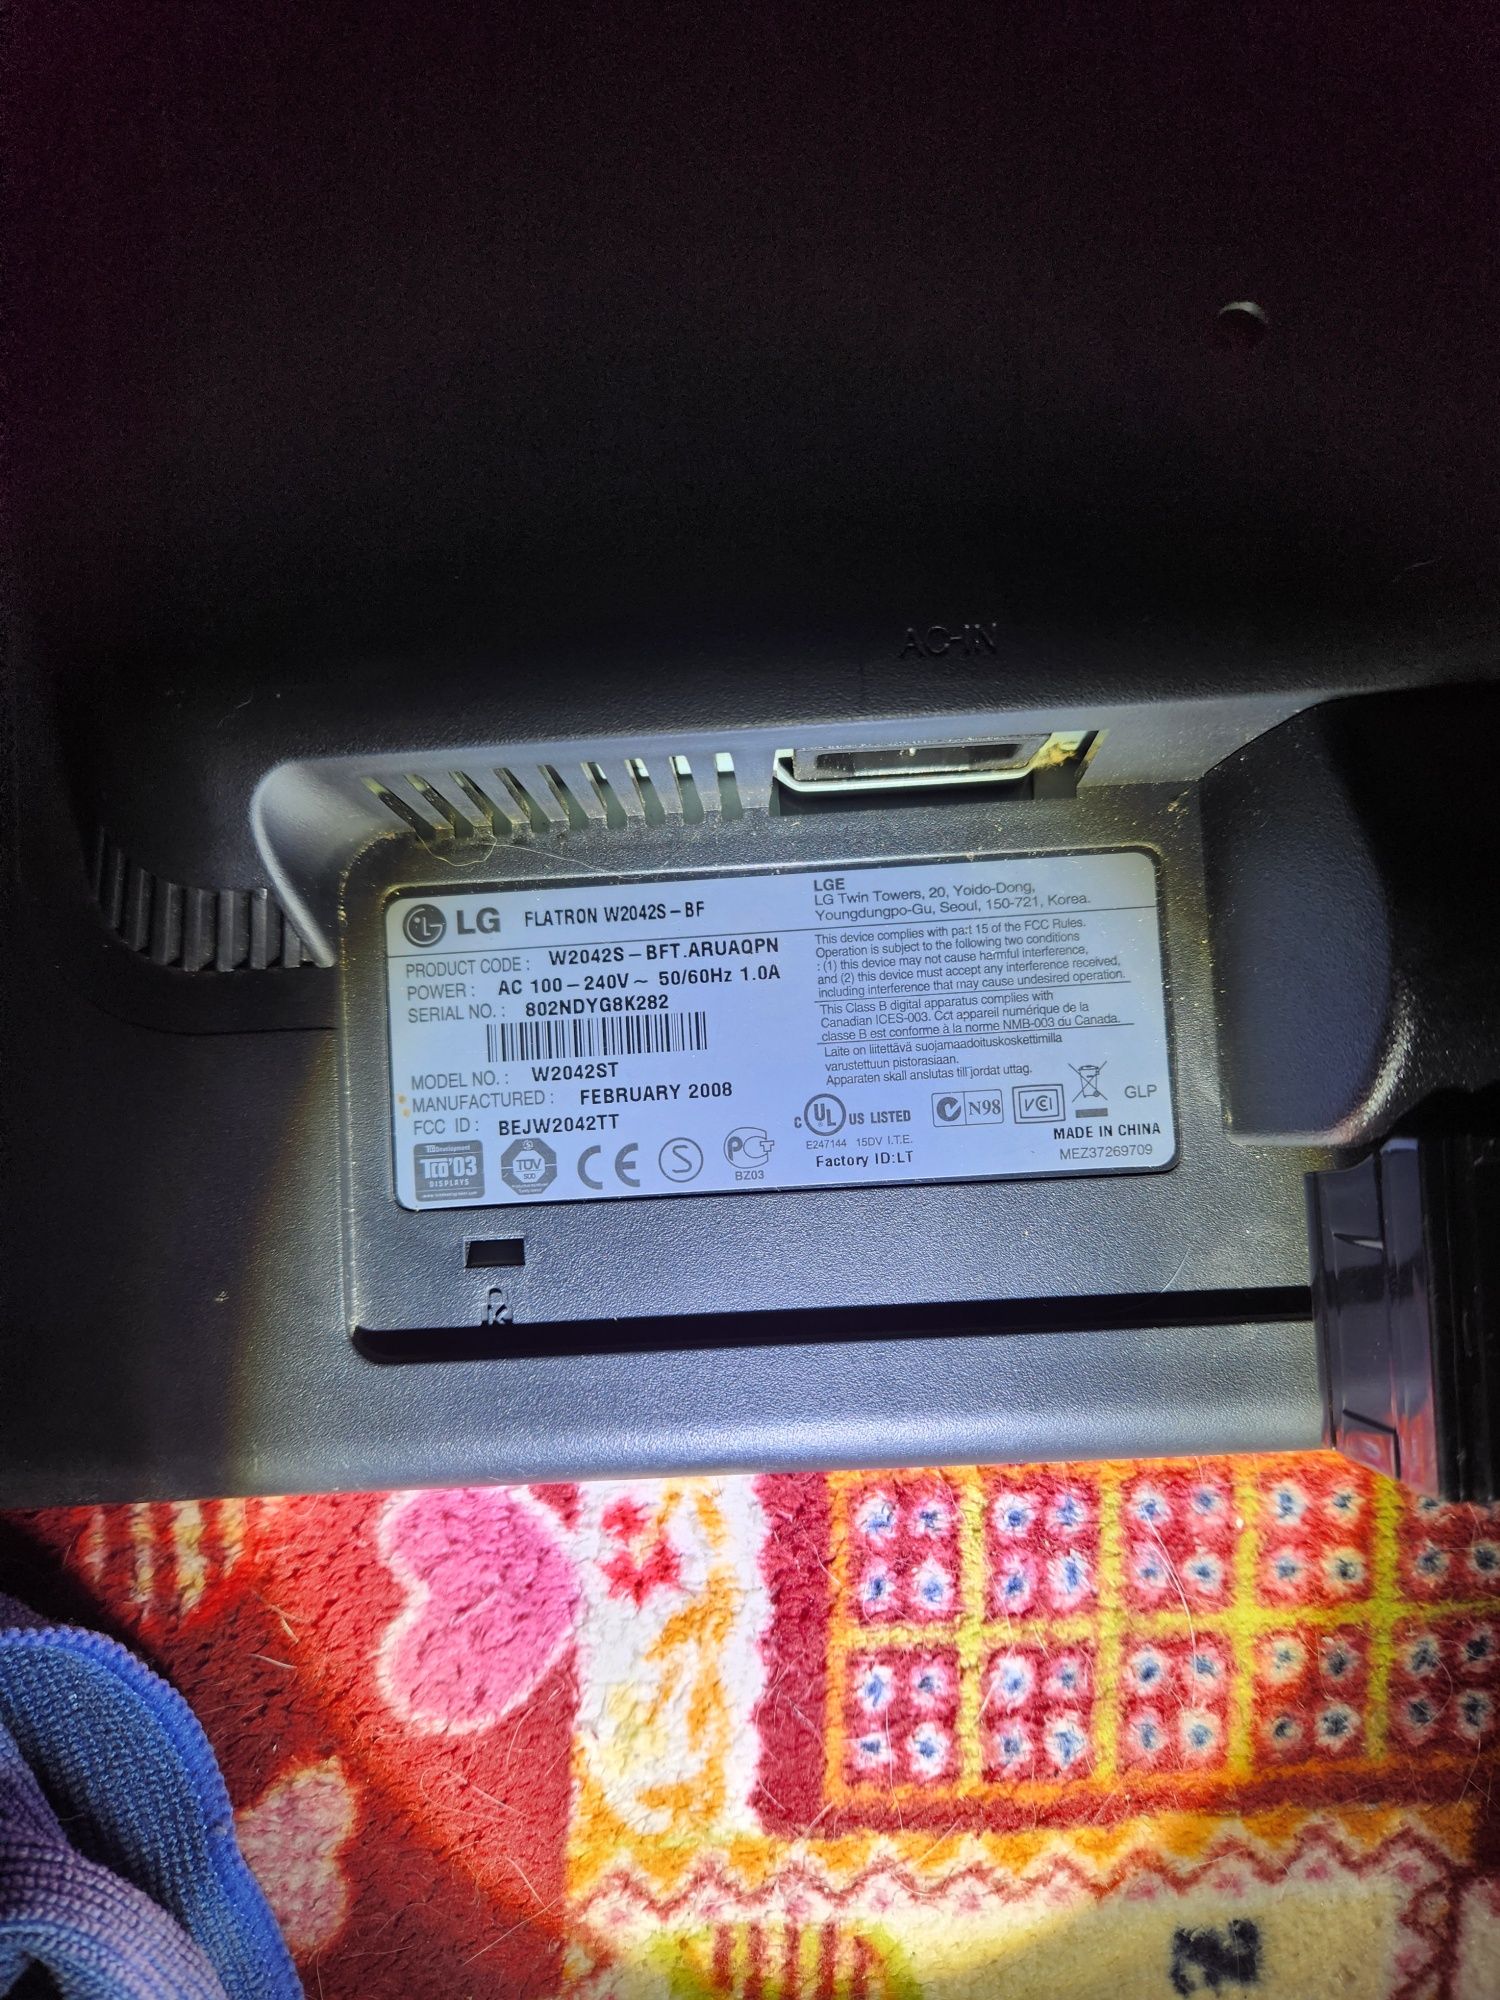 AC-IN
LG FLATRON W2042S-BF
PRODUCT CODE: W2042S-BFT.ARUAQPN
POWER: AC 100-240V~ 50/60Hz 1.0A
SERIAL NO.: 802NDYG8K282
MODEL NO.: W2042ST
MANUFACTURED: FEBRUARY 2008
FCC ID: BEJW2042TT
TCO Development
TCO'03
DISPLAYS
TÜV
SÜD
CE
S
PCT
BZ03
LGE
LG Twin Towers, 20, Yoido-Dong,
Youngdungpo-Gu, Seoul, 150-721, Korea.
This device complies with part 15 of the FCC Rules.
Operation is subject to the following two conditions
: (1) this device may not cause harmful interference,
and (2) this device must accept any interference received,
including interference that may cause undesired operation.
This Class B digital apparatus complies with
Canadian ICES-003. Cet appareil numérique de la
classe B est conforme à la norme NMB-003 du Canada.
Laite on liitettävä suojamaadoituskoskettimilla
varustettuun pistorasiaan.
Apparaten skall anslutas till jordat uttag.
C UL US LISTED
N98
VCCI
GLP
E247144 15DV I.T.E.
Factory ID:LT
MADE IN CHINA
MEZ37269709
K